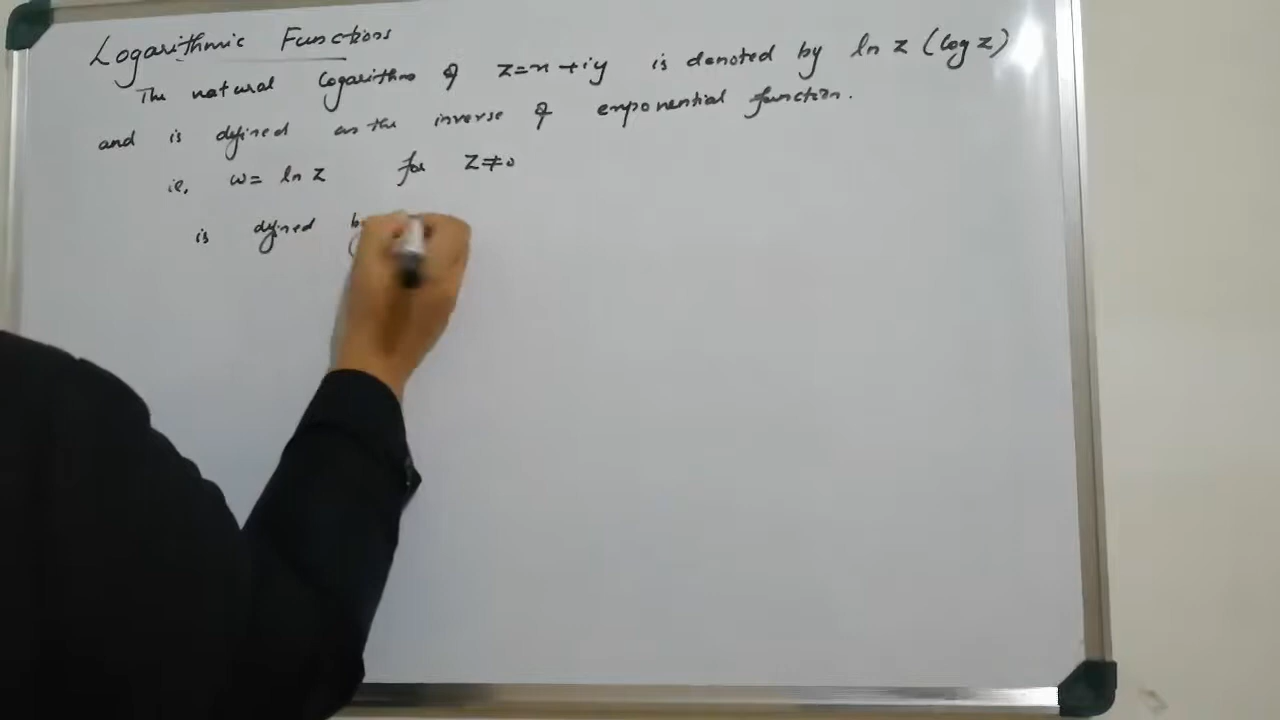 Logarithmic Functions
The natural logarithm of z=x+iy is denoted by ln z (log z)
and is defined as the inverse of exponential function.
ie, w= ln z for z≠0
is defined